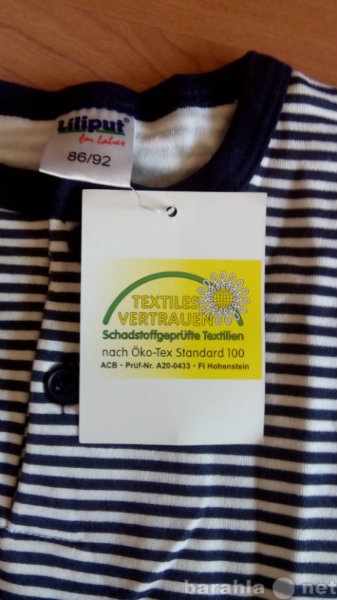 Liliput®
for babies
86/92
TEXTILES
VERTRAUEN
Schadstoffgeprüfte Textilien
nach Öko-Tex Standard 100
ACB · Prüf-Nr. A20-0433 · FI Hohenstein
barahla net